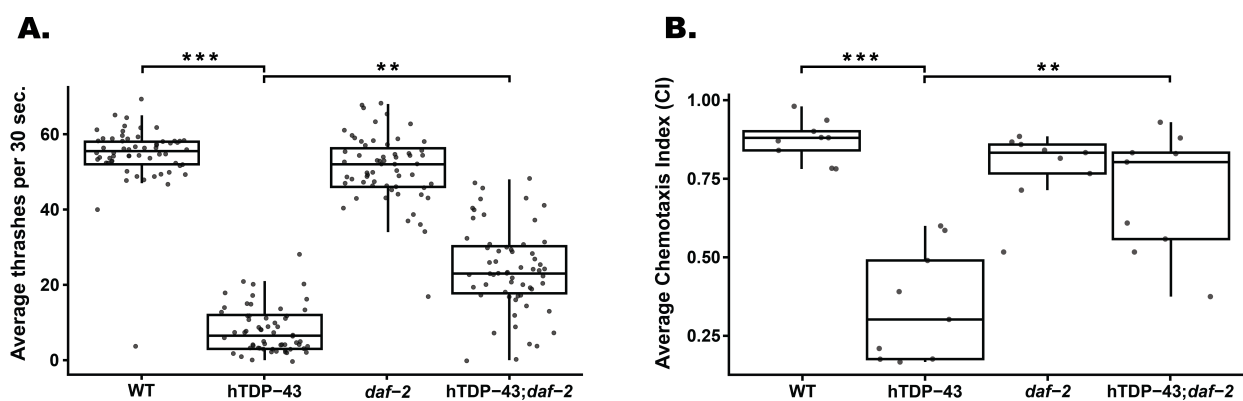 A.
Average thrashes per 30 sec.
60
40
20
0
***
**
WT
hTDP−43
daf−2
hTDP−43;daf−2
B.
Average Chemotaxis Index (CI)
1.00
0.75
0.50
0.25
***
**
WT
hTDP−43
daf−2
hTDP−43;daf−2